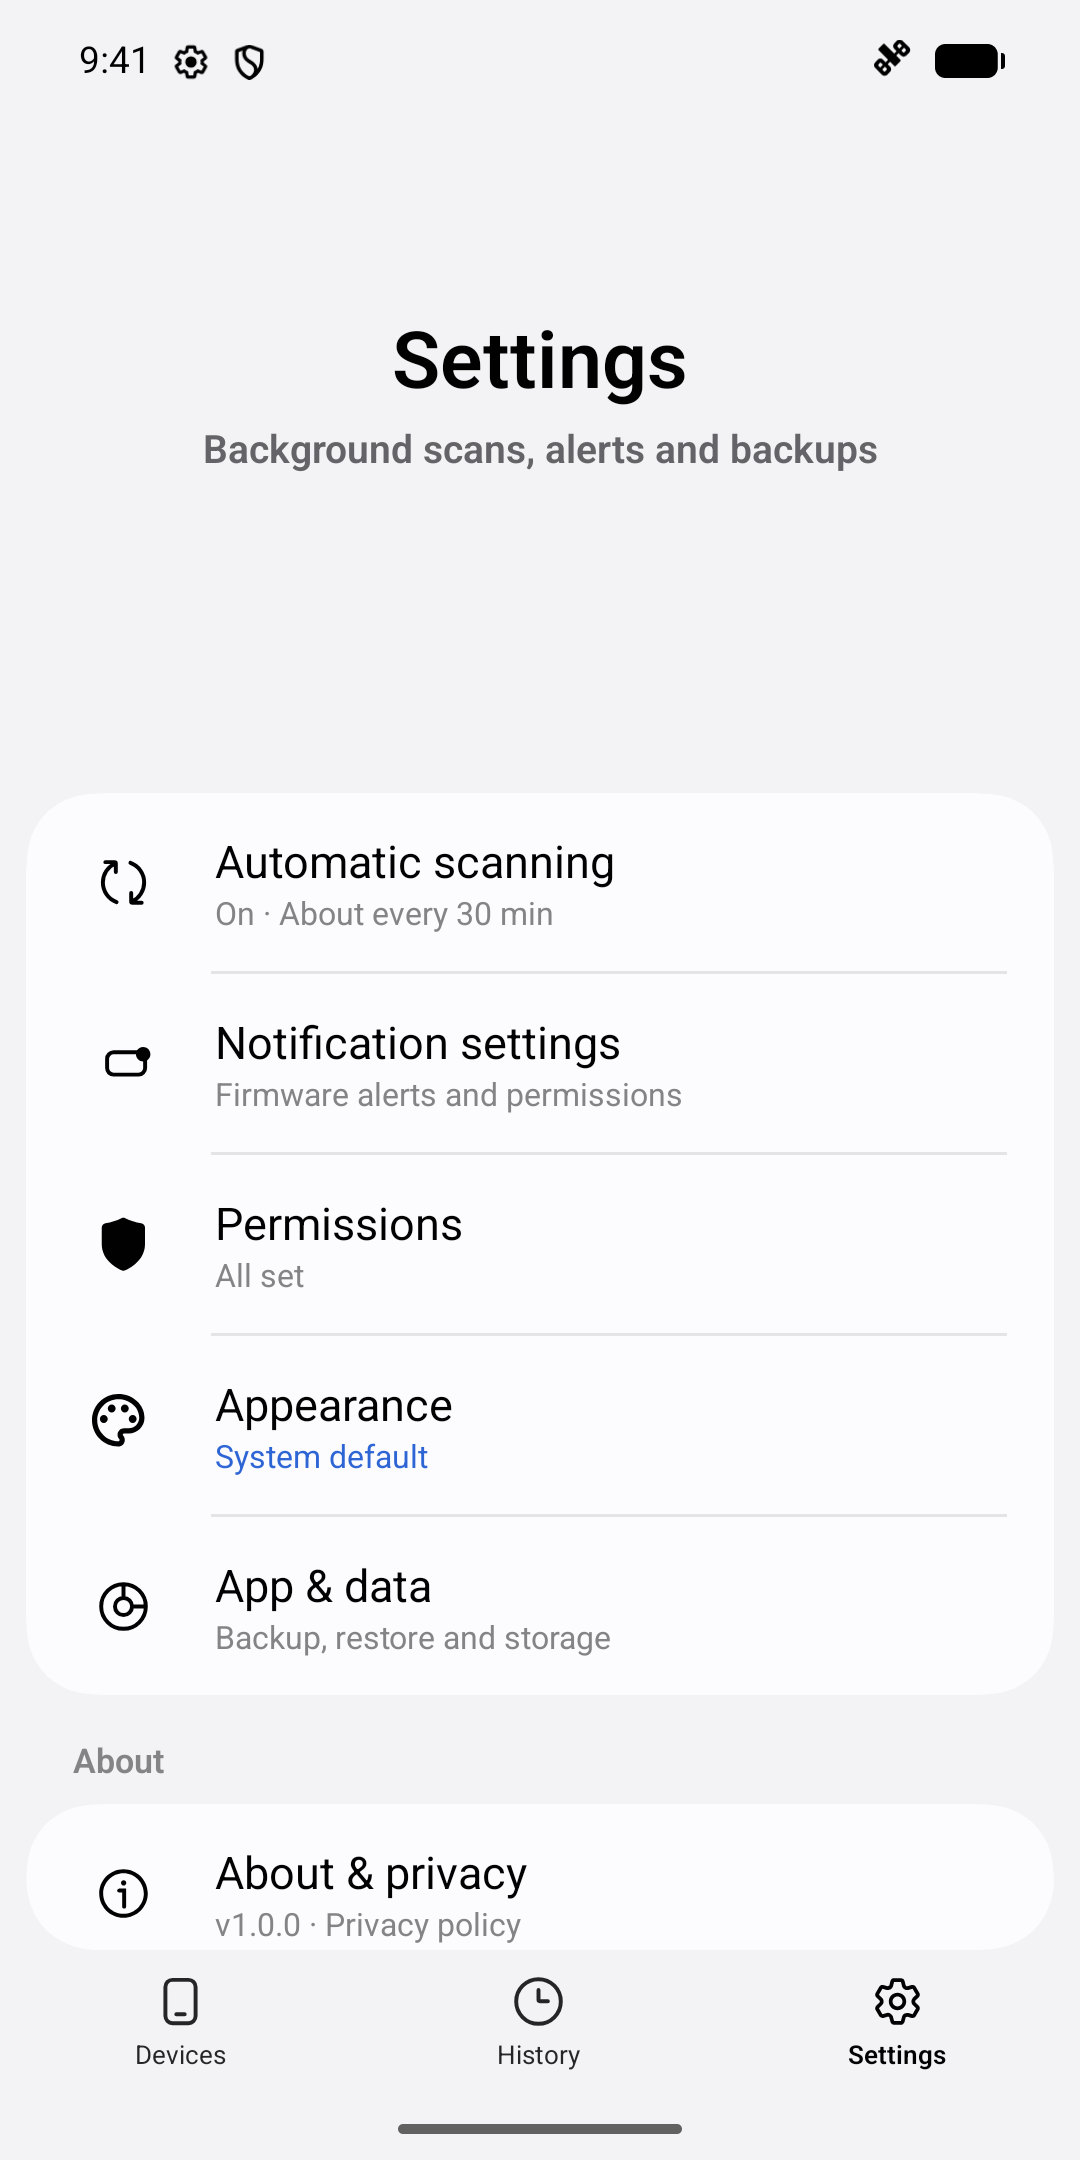 9:41
Settings
Background scans, alerts and backups
Automatic scanning
On · About every 30 min
Notification settings
Firmware alerts and permissions
Permissions
All set
Appearance
System default
App & data
Backup, restore and storage
About
About & privacy
v1.0.0 · Privacy policy
Devices
History
Settings